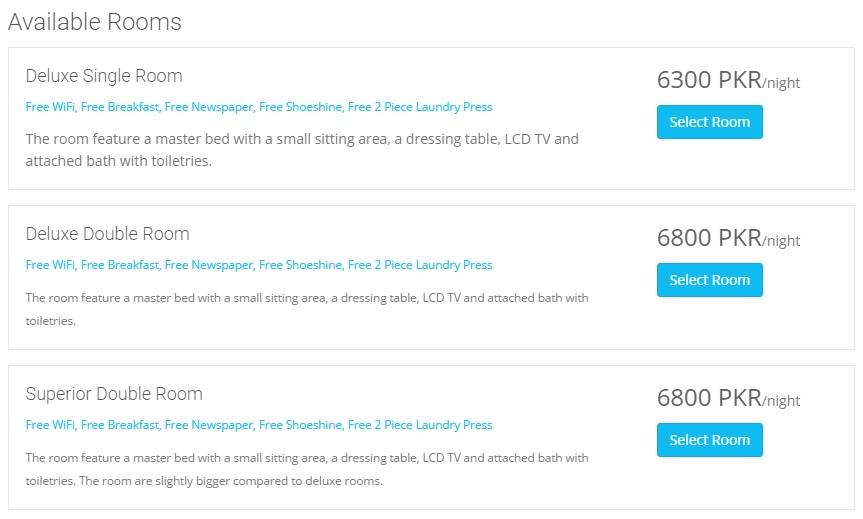 Available Rooms
Deluxe Single Room
6300 PKR/night
Free WiFi, Free Breakfast, Free Newspaper, Free Shoeshine, Free 2 Piece Laundry Press
Select Room
The room feature a master bed with a small sitting area, a dressing table, LCD TV and
attached bath with toiletries.
Deluxe Double Room
6800 PKR/night
Free WiFi, Free Breakfast, Free Newspaper, Free Shoeshine, Free 2 Piece Laundry Press
Select Room
The room feature a master bed with a small sitting area, a dressing table, LCD TV and attached bath with
toiletries.
Superior Double Room
6800 PKR/night
Free WiFi, Free Breakfast, Free Newspaper, Free Shoeshine, Free 2 Piece Laundry Press
Select Room
The room feature a master bed with a small sitting area, a dressing table, LCD TV and attached bath with
toiletries. The room are slightly bigger compared to deluxe rooms.